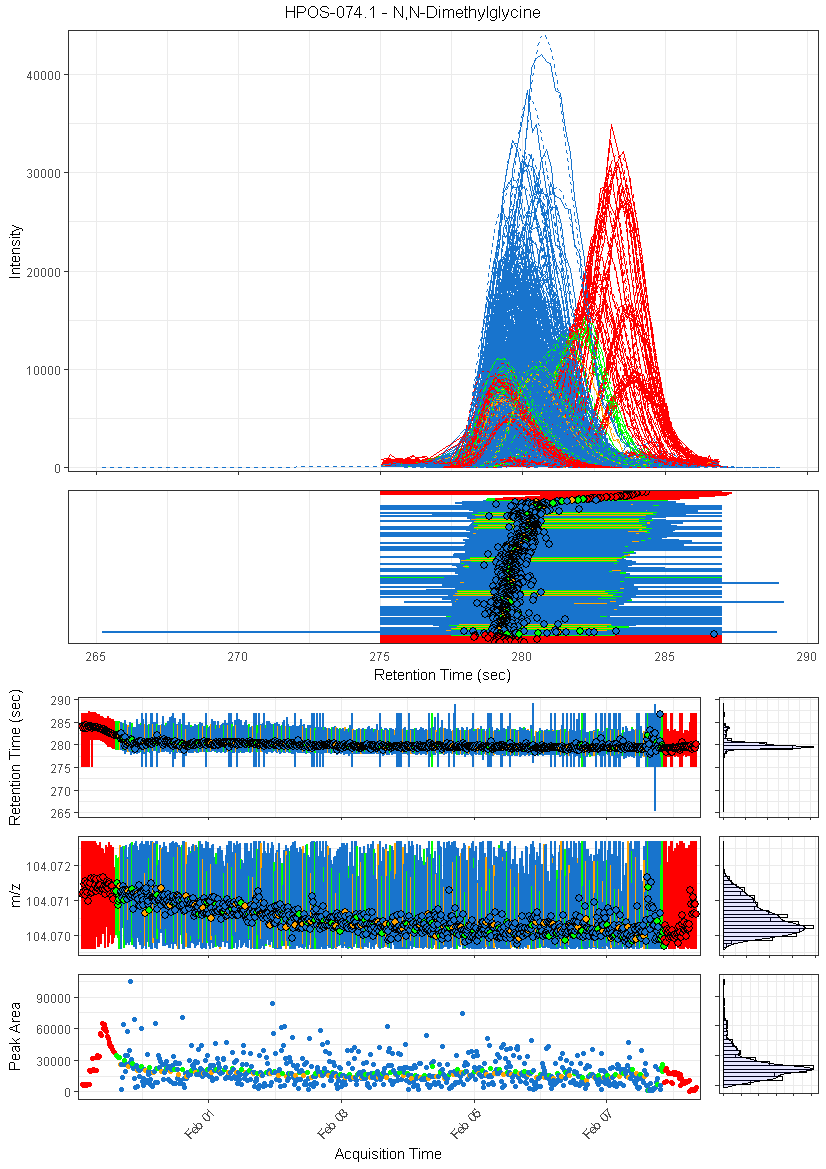 HPOS-074.1 - N,N-Dimethylglycine
Intensity
40000
30000
20000
10000
0
265
270
275
280
285
290
Retention Time (sec)
Retention Time (sec)
290
285
280
275
270
265
m/z
104.072
104.071
104.070
Peak Area
90000
60000
30000
0
Feb 01
Feb 03
Feb 05
Feb 07
Acquisition Time